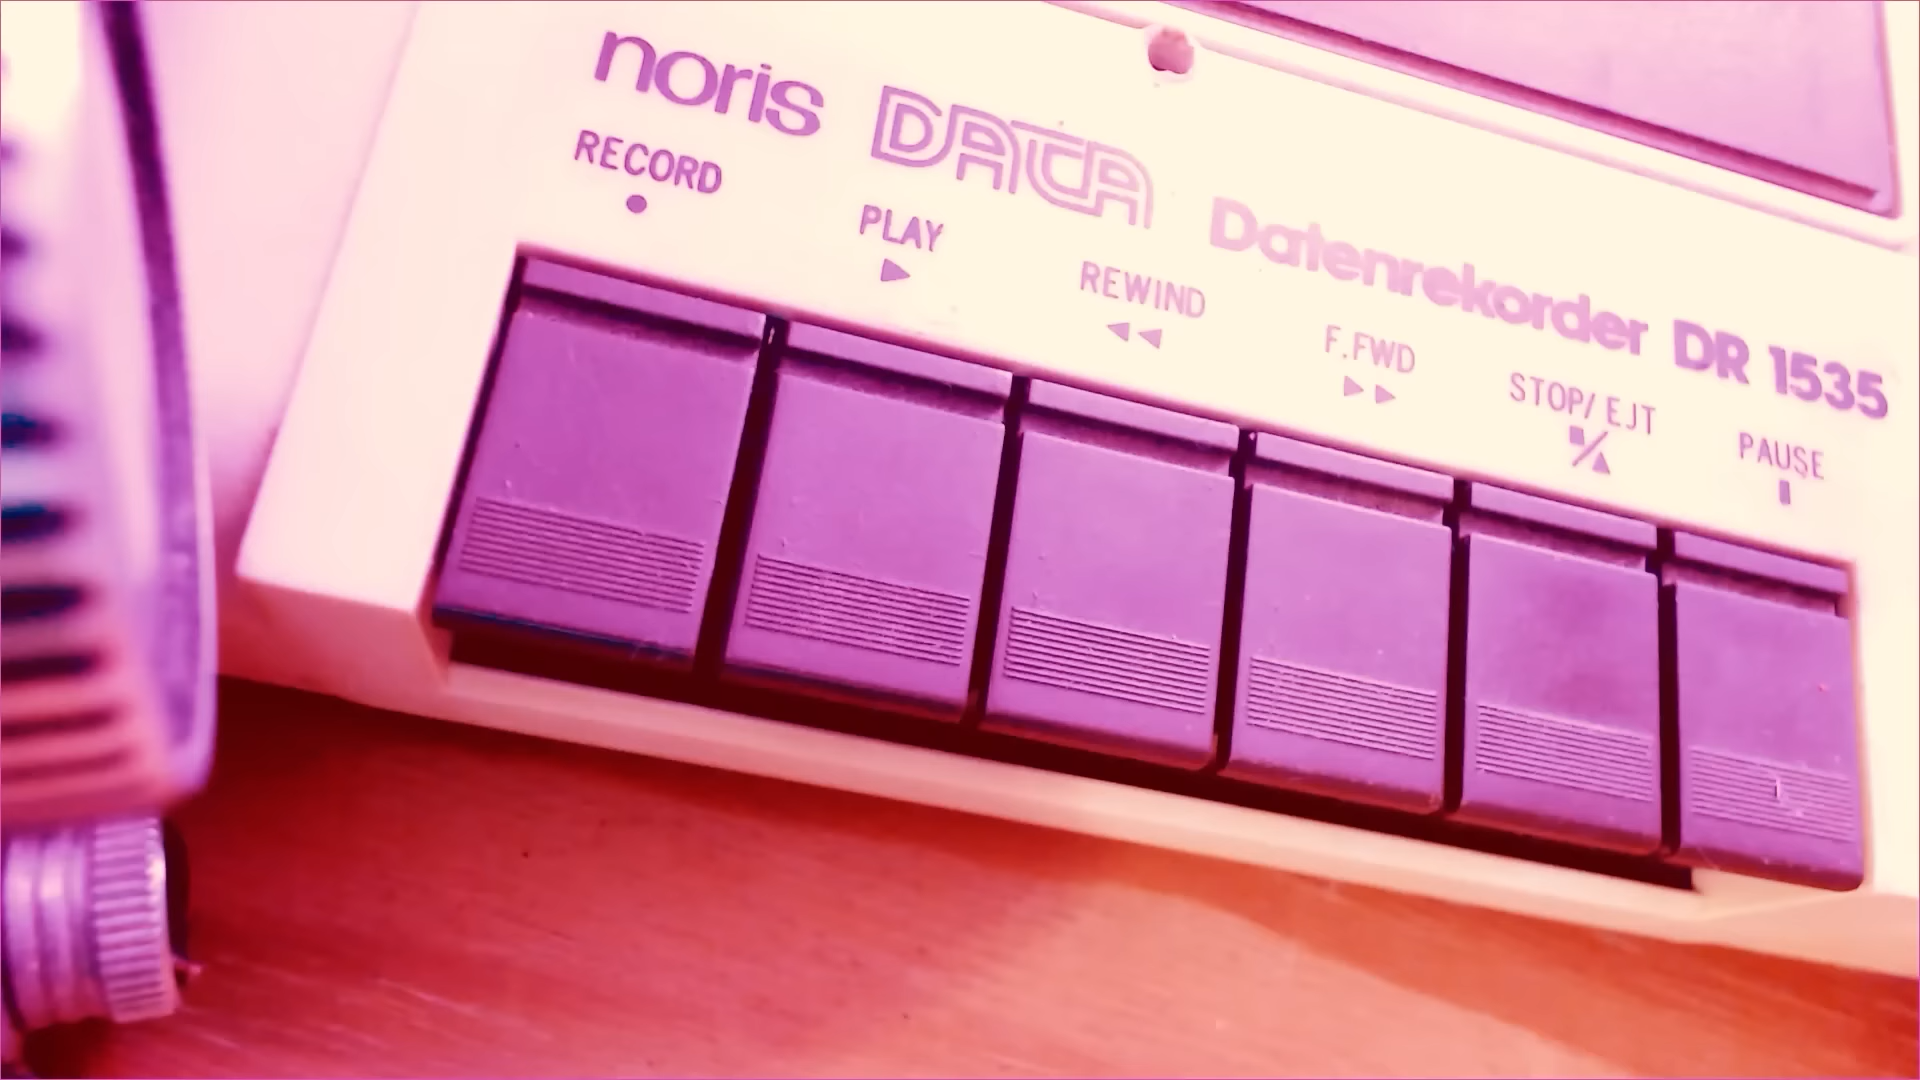 noris DATA Datenrekorder DR 1535
RECORD
PLAY
REWIND
F.FWD
STOP/ EJT
PAUSE